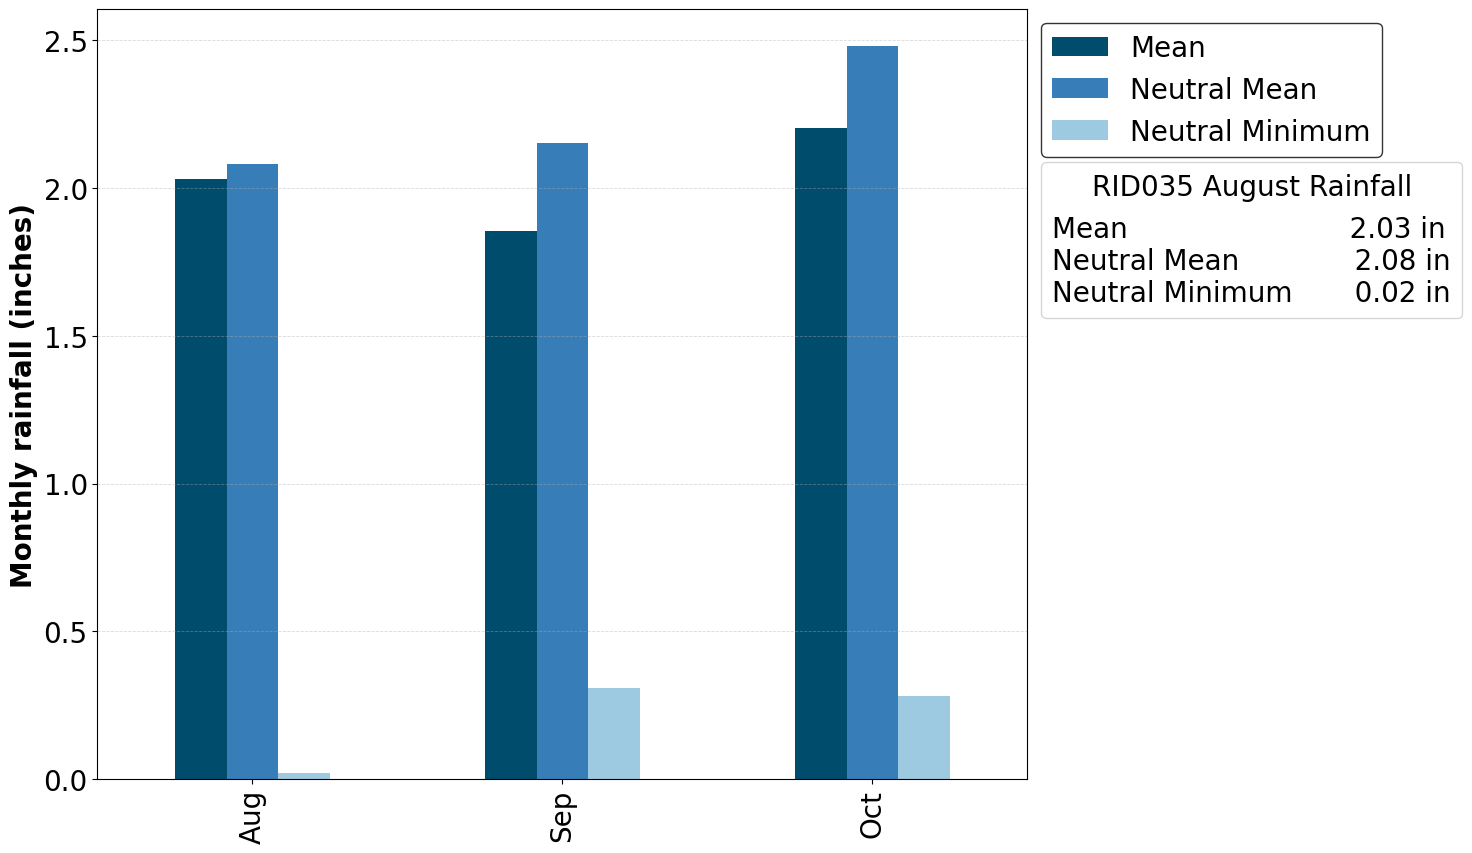 Monthly rainfall (inches)
2.5
2.0
1.5
1.0
0.5
0.0
Aug
Sep
Oct
Mean
Neutral Mean
Neutral Minimum
RID035 August Rainfall
Mean 2.03 in
Neutral Mean 2.08 in
Neutral Minimum 0.02 in